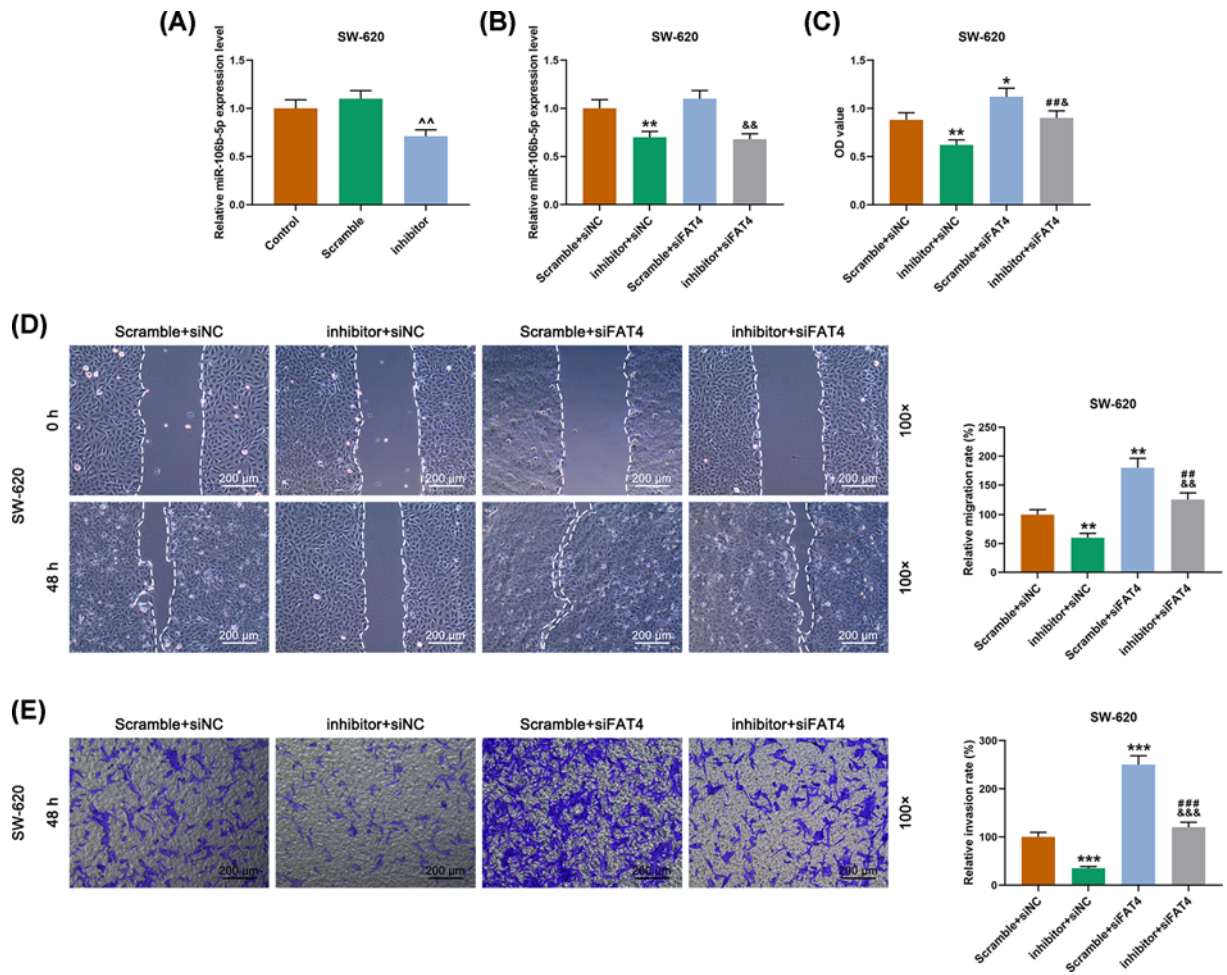 (A)
SW-620
Relative miR-106b-5p expression level
1.5
1.0
0.5
0.0
^^
Control
Scramble
inhibitor
(B)
SW-620
Relative miR-106b-5p expression level
1.5
1.0
0.5
0.0
**
&&
Scramble+siNC
inhibitor+siNC
Scramble+siFAT4
inhibitor+siFAT4
(C)
SW-620
OD value
1.5
1.0
0.5
0.0
**
*
##&
Scramble+siNC
inhibitor+siNC
Scramble+siFAT4
inhibitor+siFAT4
(D)
Scramble+siNC
inhibitor+siNC
Scramble+siFAT4
inhibitor+siFAT4
SW-620
0 h
200 μm
200 μm
200 μm
200 μm
100×
48 h
200 μm
200 μm
200 μm
200 μm
100×
SW-620
Relative migration rate (%)
250
200
150
100
50
0
**
**
##
&&
Scramble+siNC
inhibitor+siNC
Scramble+siFAT4
inhibitor+siFAT4
(E)
Scramble+siNC
inhibitor+siNC
Scramble+siFAT4
inhibitor+siFAT4
SW-620
48 h
200 μm
200 μm
200 μm
200 μm
100×
SW-620
Relative invasion rate (%)
300
200
100
0
***
***
###
&&&
Scramble+siNC
inhibitor+siNC
Scramble+siFAT4
inhibitor+siFAT4